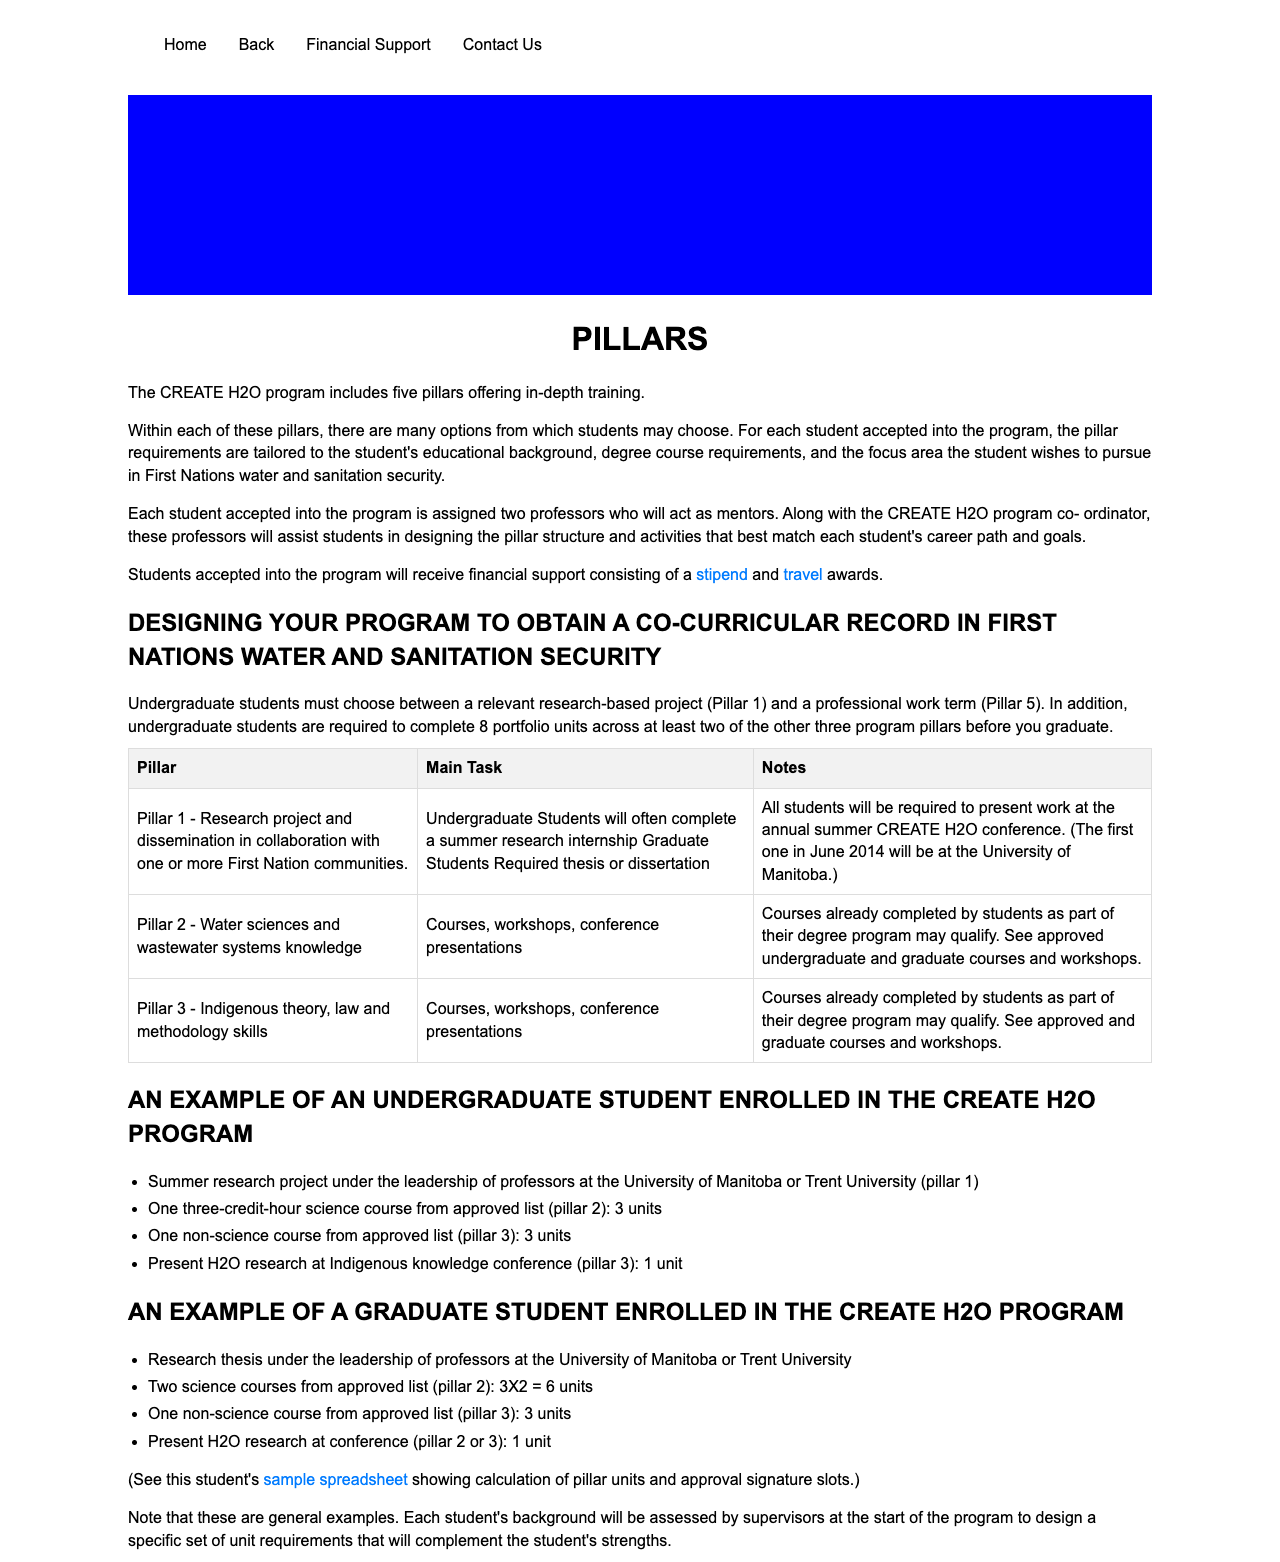 Home Back Financial Support Contact Us
PILLARS
The CREATE H2O program includes five pillars offering in-depth training.
Within each of these pillars, there are many options from which students may choose. For each student accepted into the program, the pillar
requirements are tailored to the student's educational background, degree course requirements, and the focus area the student wishes to pursue
in First Nations water and sanitation security.
Each student accepted into the program is assigned two professors who will act as mentors. Along with the CREATE H2O program co- ordinator,
these professors will assist students in designing the pillar structure and activities that best match each student's career path and goals.
Students accepted into the program will receive financial support consisting of a stipend and travel awards.
DESIGNING YOUR PROGRAM TO OBTAIN A CO-CURRICULAR RECORD IN FIRST
NATIONS WATER AND SANITATION SECURITY
Undergraduate students must choose between a relevant research-based project (Pillar 1) and a professional work term (Pillar 5). In addition,
undergraduate students are required to complete 8 portfolio units across at least two of the other three program pillars before you graduate.
Pillar Main Task Notes
Pillar 1 - Research project and
dissemination in collaboration with
one or more First Nation communities.
Undergraduate Students will often complete
a summer research internship Graduate
Students Required thesis or dissertation
All students will be required to present work at the
annual summer CREATE H2O conference. (The first
one in June 2014 will be at the University of
Manitoba.)
Pillar 2 - Water sciences and
wastewater systems knowledge
Courses, workshops, conference
presentations
Courses already completed by students as part of
their degree program may qualify. See approved
undergraduate and graduate courses and workshops.
Pillar 3 - Indigenous theory, law and
methodology skills
Courses, workshops, conference
presentations
Courses already completed by students as part of
their degree program may qualify. See approved and
graduate courses and workshops.
AN EXAMPLE OF AN UNDERGRADUATE STUDENT ENROLLED IN THE CREATE H2O
PROGRAM
• Summer research project under the leadership of professors at the University of Manitoba or Trent University (pillar 1)
• One three-credit-hour science course from approved list (pillar 2): 3 units
• One non-science course from approved list (pillar 3): 3 units
• Present H2O research at Indigenous knowledge conference (pillar 3): 1 unit
AN EXAMPLE OF A GRADUATE STUDENT ENROLLED IN THE CREATE H2O PROGRAM
• Research thesis under the leadership of professors at the University of Manitoba or Trent University
• Two science courses from approved list (pillar 2): 3X2 = 6 units
• One non-science course from approved list (pillar 3): 3 units
• Present H2O research at conference (pillar 2 or 3): 1 unit
(See this student's sample spreadsheet showing calculation of pillar units and approval signature slots.)
Note that these are general examples. Each student's background will be assessed by supervisors at the start of the program to design a
specific set of unit requirements that will complement the student's strengths.